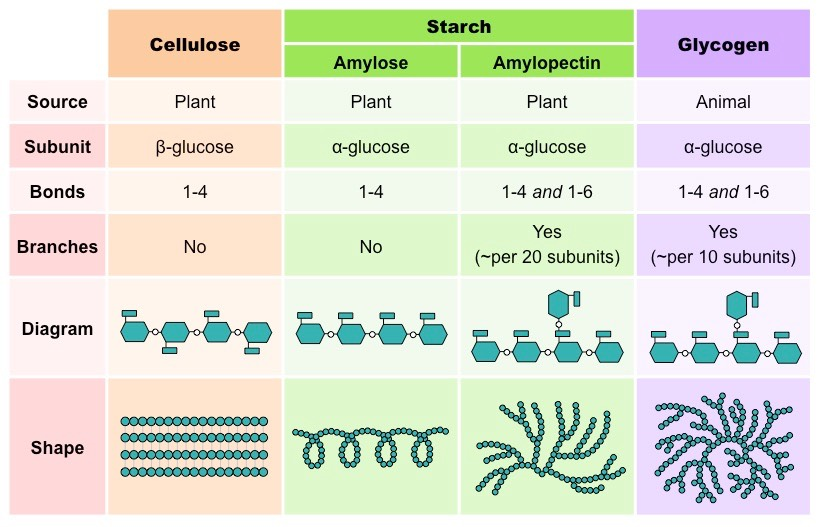 Cellulose
Starch
Glycogen
Amylose
Amylopectin
Source
Plant
Plant
Plant
Animal
Subunit
β-glucose
α-glucose
α-glucose
α-glucose
Bonds
1-4
1-4
1-4 and 1-6
1-4 and 1-6
Branches
No
No
Yes
(~per 20 subunits)
Yes
(~per 10 subunits)
Diagram
Shape